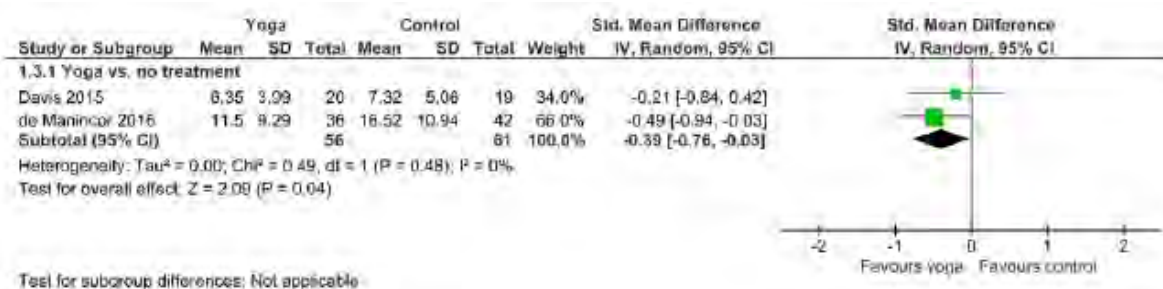 Yoga Control Std. Mean Difference Std. Mean Difference
Study or Subgroup Mean SD Total Mean SD Total Weight IV, Random, 95% CI IV, Random, 95% CI
1.3.1 Yoga vs. no treatment
Davis 2015 6.35 3.99 20 7.32 5.06 19 34.0% -0.21 [-0.84, 0.42]
de Manincor 2016 11.5 9.29 36 16.52 10.94 42 66.0% -0.49 [-0.94, -0.03]
Subtotal (95% CI) 56 61 100.0% -0.39 [-0.76, -0.03]
Heterogeneity: Tau² = 0.00; Chi² = 0.49, df = 1 (P = 0.48); I² = 0%
Test for overall effect: Z = 2.09 (P = 0.04)
-2 -1 0 1 2
Favours yoga Favours control
Test for subgroup differences: Not applicable